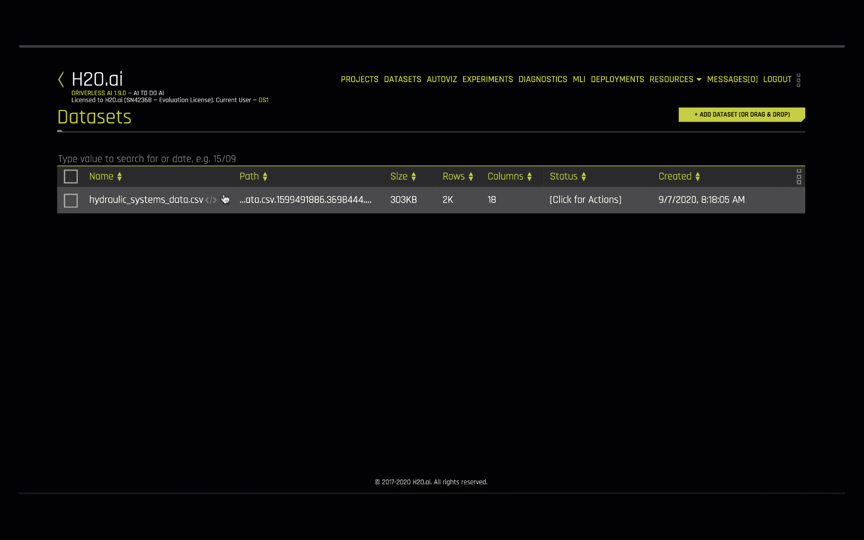 H2O.ai
DRIVERLESS AI 1.9.0 – AI TO DO AI
Licensed to H2O.ai (SN42368 – Evaluation License). Current User – DS1
PROJECTS DATASETS AUTOVIZ EXPERIMENTS DIAGNOSTICS MLI DEPLOYMENTS RESOURCES MESSAGES[0] LOGOUT
Datasets
+ ADD DATASET (OR DRAG & DROP)
Type value to search for or date, e.g. 15/09
Name Path Size Rows Columns Status Created
hydraulic_systems_data.csv </> ...ata.csv.1599491886.3698444.... 303KB 2K 18 [Click for Actions] 9/7/2020, 8:18:05 AM
© 2017-2020 H2O.ai. All rights reserved.